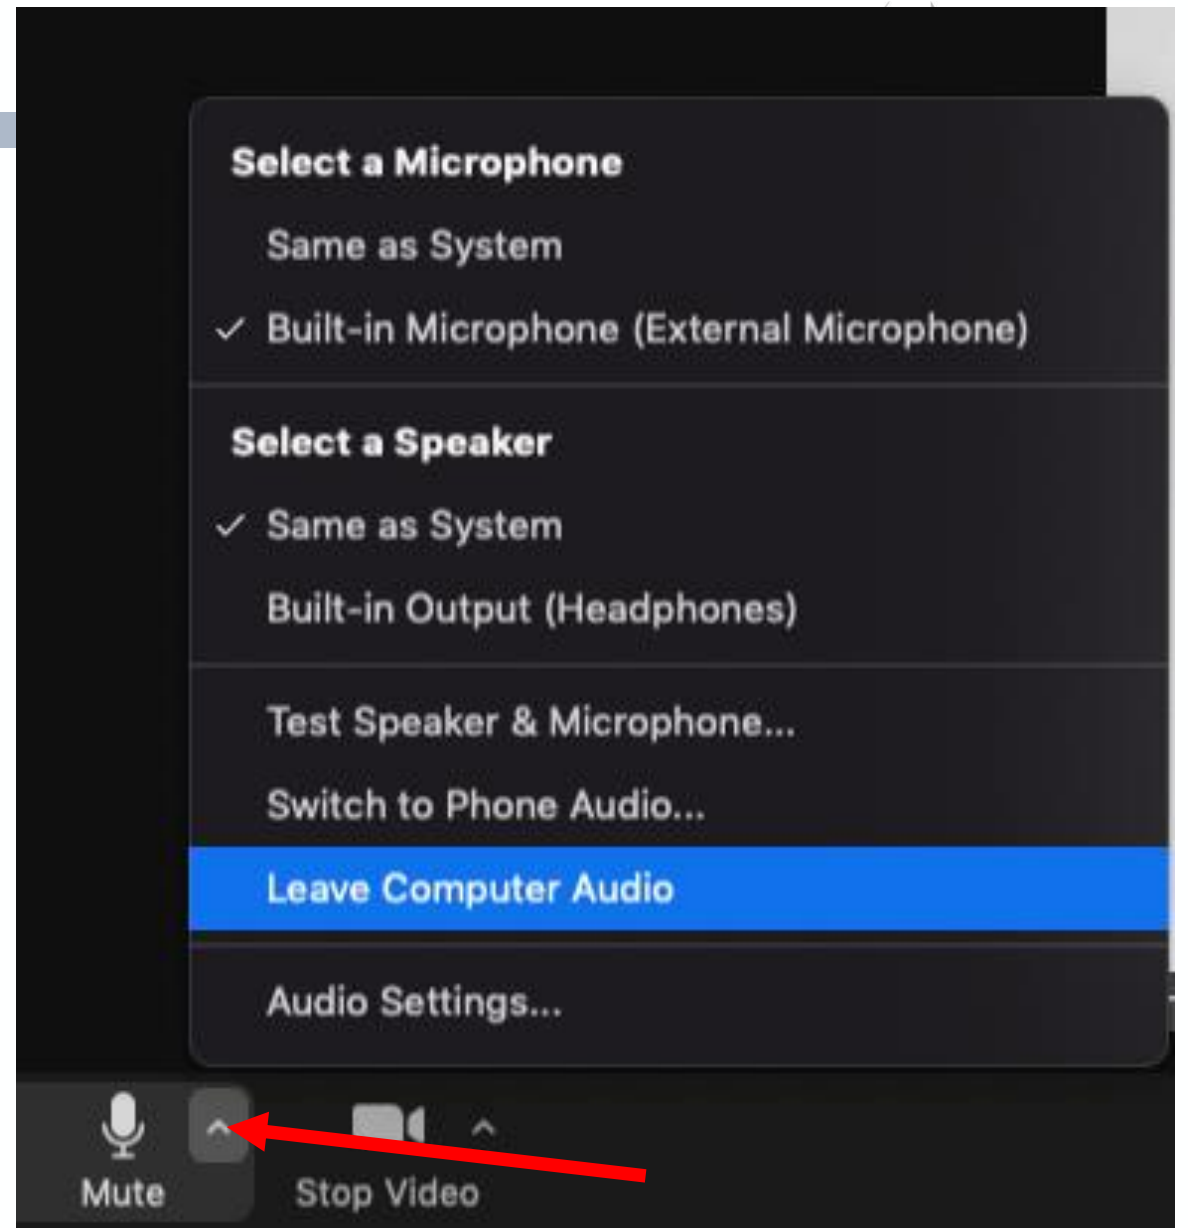 Select a Microphone
Same as System
Built-in Microphone (External Microphone)
Select a Speaker
Same as System
Built-in Output (Headphones)
Test Speaker & Microphone...
Switch to Phone Audio...
Leave Computer Audio
Audio Settings...
Mute
Stop Video